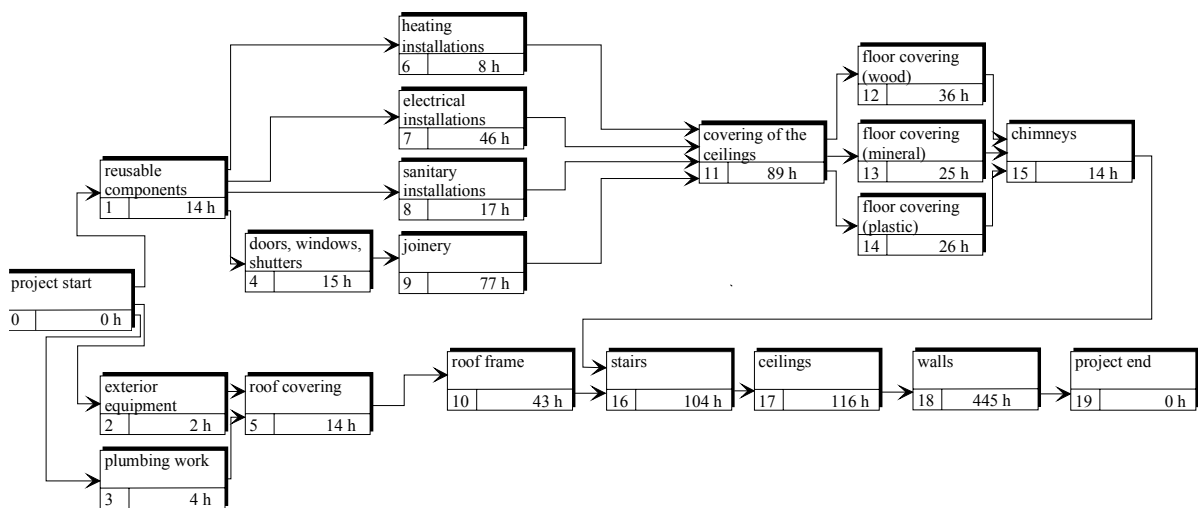 heating
installations
6 8 h
electrical
installations
7 46 h
sanitary
installations
8 17 h
joinery
9 77 h
reusable
components
1 14 h
doors, windows,
shutters
4 15 h
project start
0 0 h
covering of the
ceilings
11 89 h
floor covering
(wood)
12 36 h
floor covering
(mineral)
13 25 h
floor covering
(plastic)
14 26 h
chimneys
15 14 h
exterior
equipment
2 2 h
plumbing work
3 4 h
roof covering
5 14 h
roof frame
10 43 h
stairs
16 104 h
ceilings
17 116 h
walls
18 445 h
project end
19 0 h